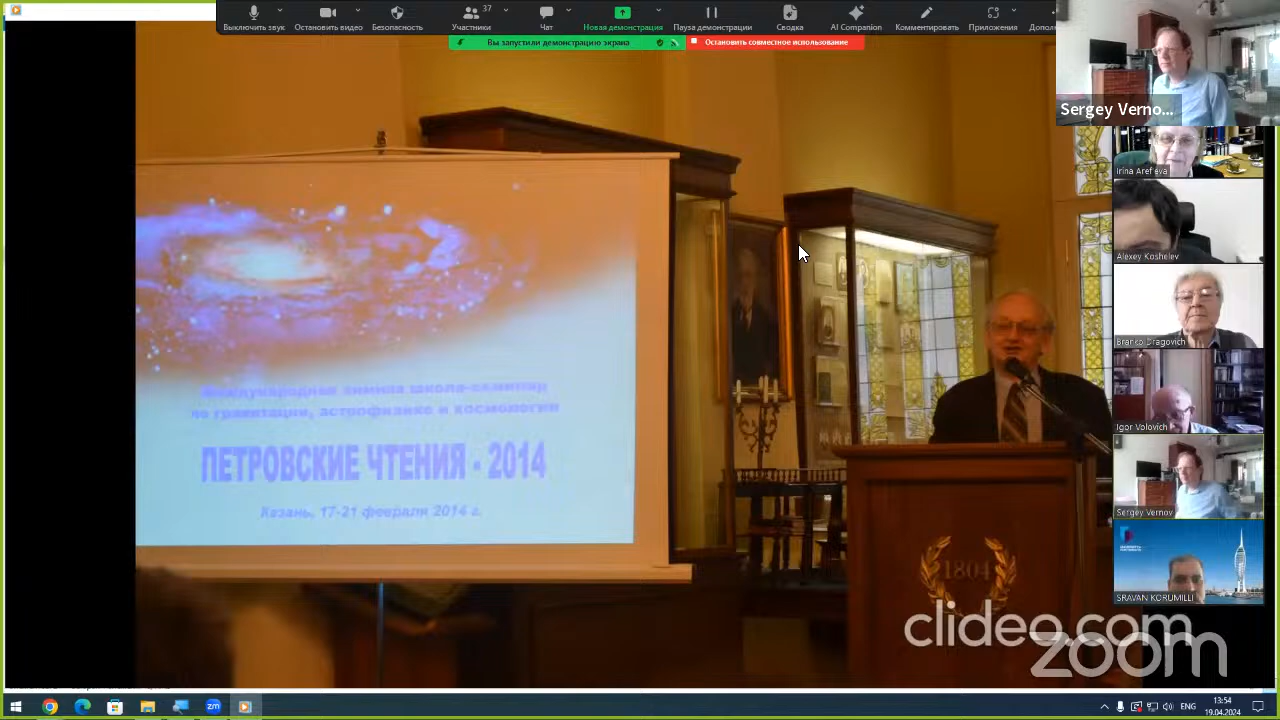 37
Выключить звук
Остановить видео
Безопасность
Участники
Чат
Новая демонстрация
Пауза демонстрации
Сводка
AI Companion
Комментировать
Приложения
Вы запустили демонстрацию экрана
Остановить совместное использование
Sergey Verno...
Irina Aref'eva
Alexey Koshelev
Branko Dragovich
Igor Volovich
Sergey Vernov
SRAVAN KORUMILLI
Международная зимняя школа-семинар
по гравитации, астрофизике и космологии
ПЕТРОВСКИЕ ЧТЕНИЯ - 2014
Казань, 17-21 февраля 2014 г.
1804
clideo.com
zoom
zm
ENG
13:54
19.04.2024